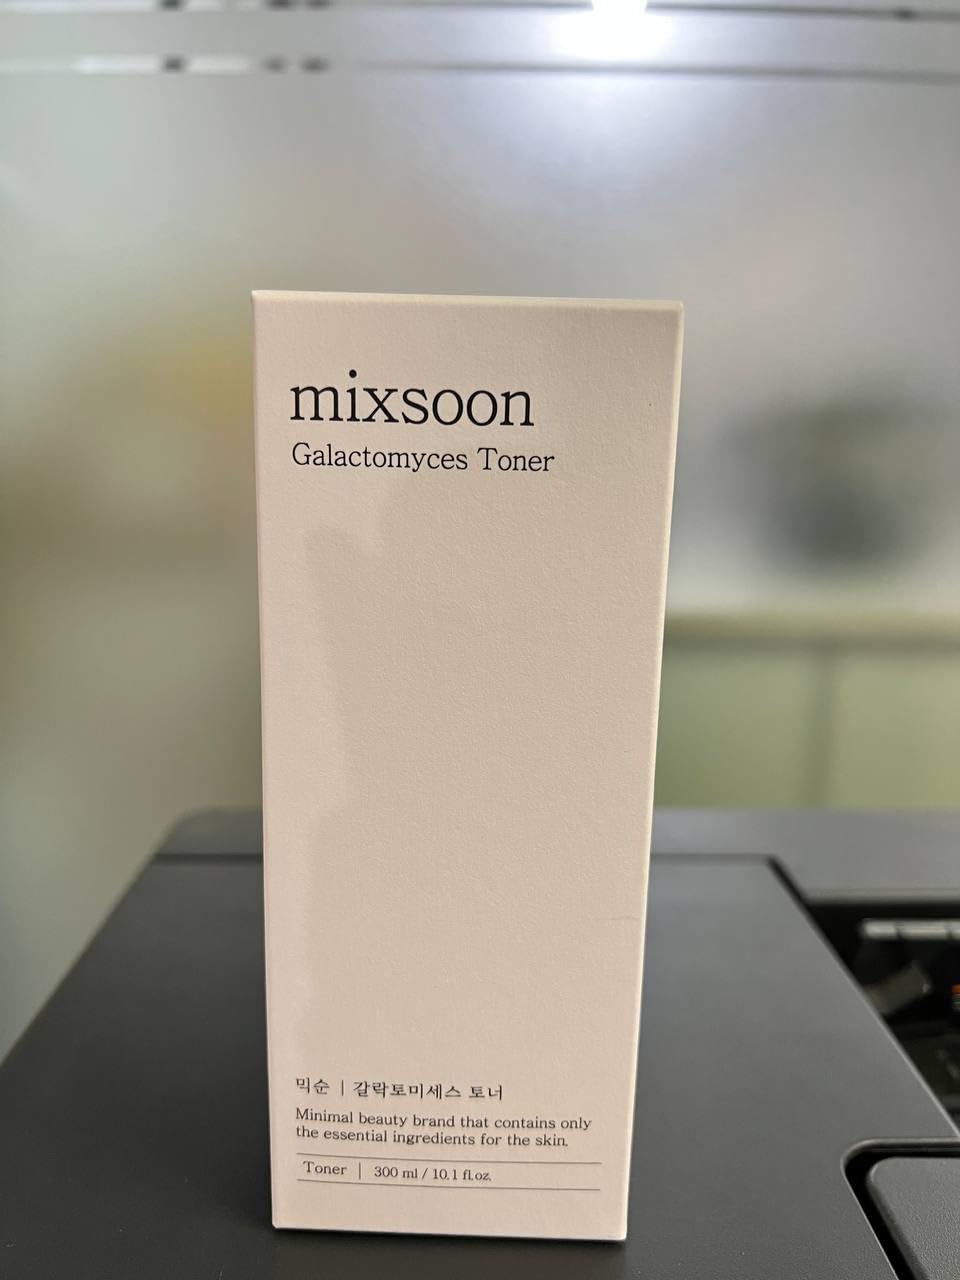 mixsoon
Galactomyces Toner
믹순 | 갈락토미세스 토너
Minimal beauty brand that contains only
the essential ingredients for the skin.
Toner | 300 ml / 10.1 fl.oz.